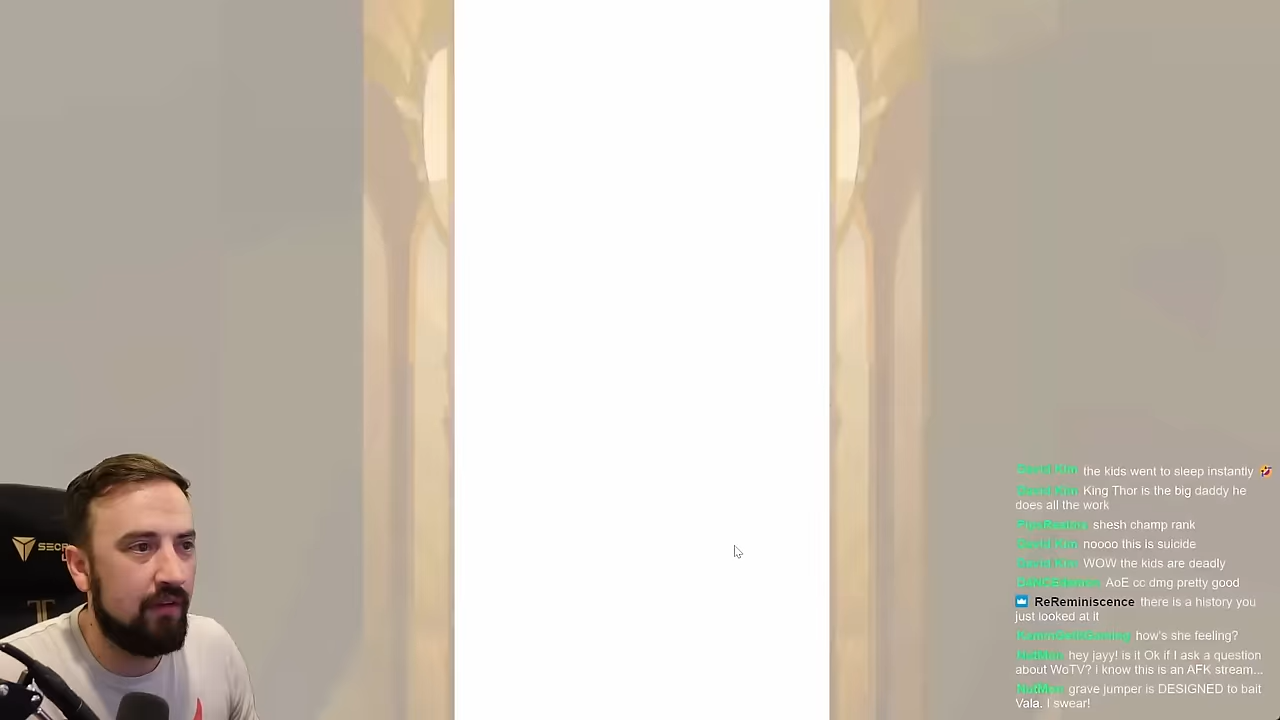 the kids went to sleep instantly 🤣
King Thor is the big daddy he
does all the work
shesh champ rank
noooo this is suicide
WOW the kids are deadly
AoE cc dmg pretty good
ReReminiscence there is a history you
just looked at it
how's she feeling?
hey jayy! is it Ok if I ask a question
about WoTV? i know this is an AFK stream...
grave jumper is DESIGNED to bait
Vala. I swear!